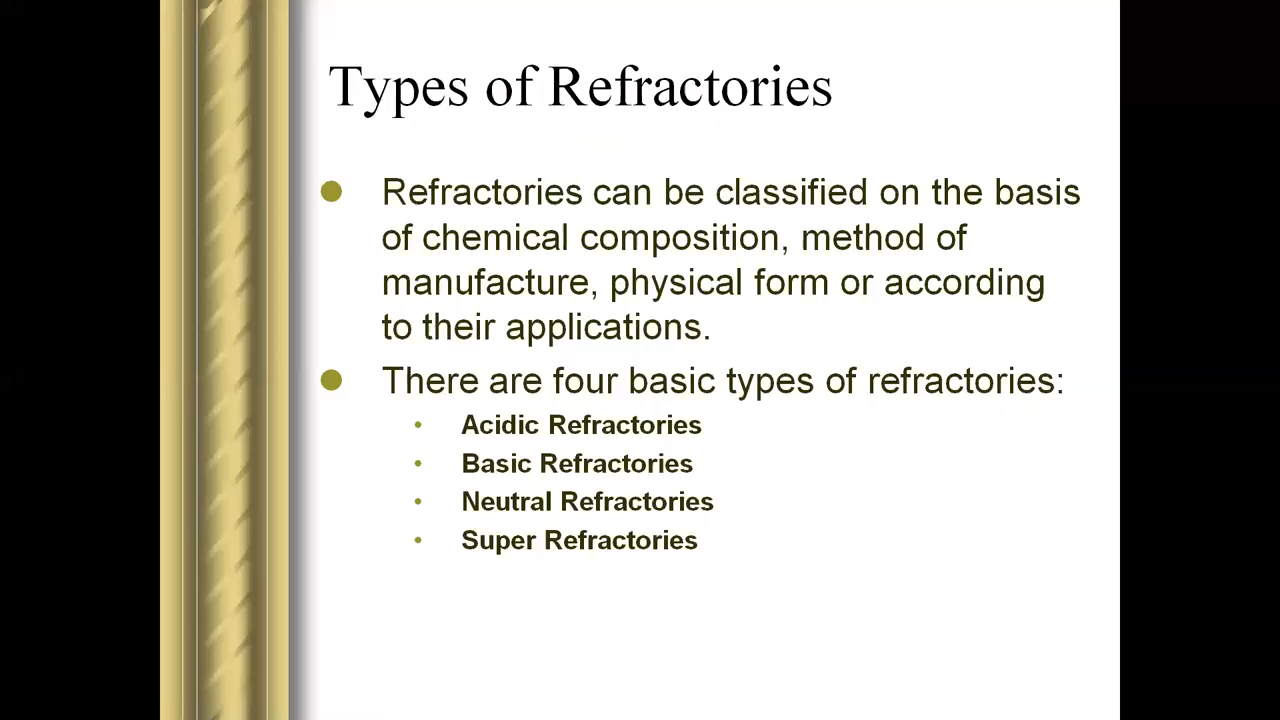 Types of Refractories
Refractories can be classified on the basis
of chemical composition, method of
manufacture, physical form or according
to their applications.
There are four basic types of refractories:
Acidic Refractories
Basic Refractories
Neutral Refractories
Super Refractories